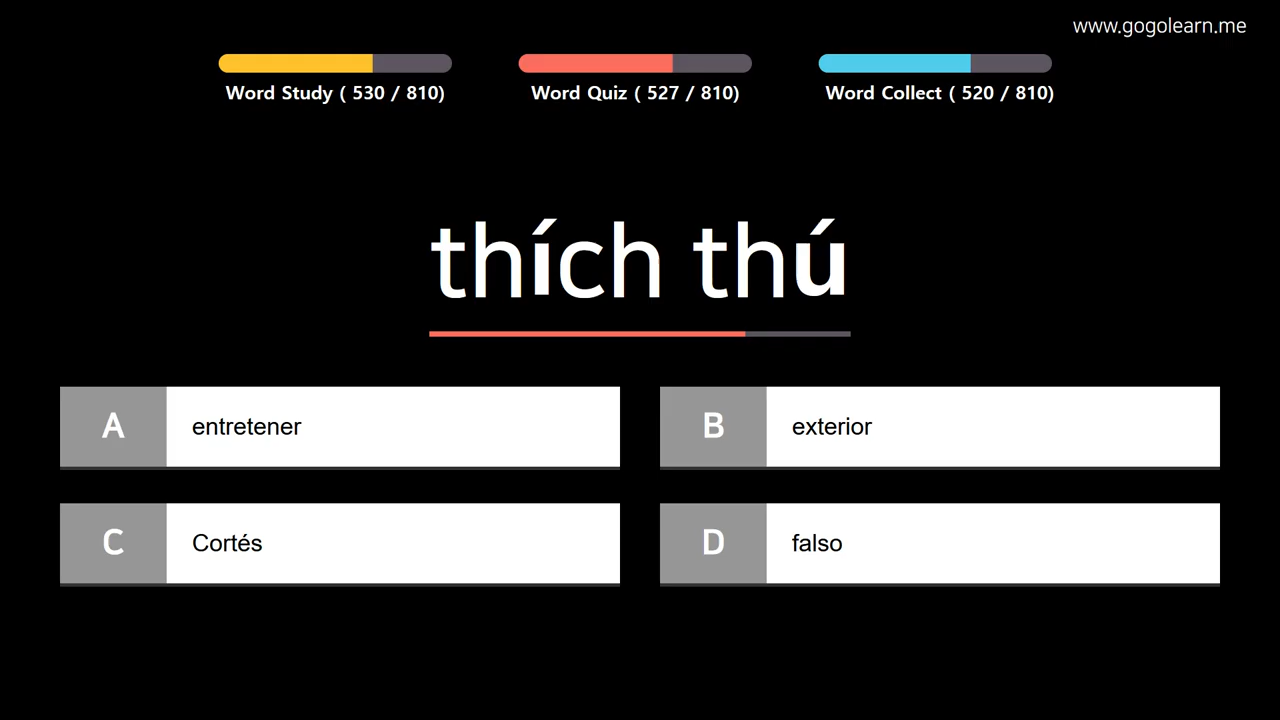 www.gogolearn.me
Word Study ( 530 / 810)
Word Quiz ( 527 / 810)
Word Collect ( 520 / 810)
thích thú
A entretener
B exterior
C Cortés
D falso